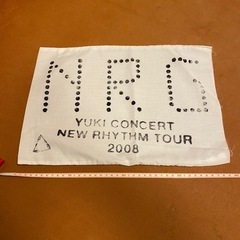 NRG
YUKI CONCERT
NEW RHYTHM TOUR
2008